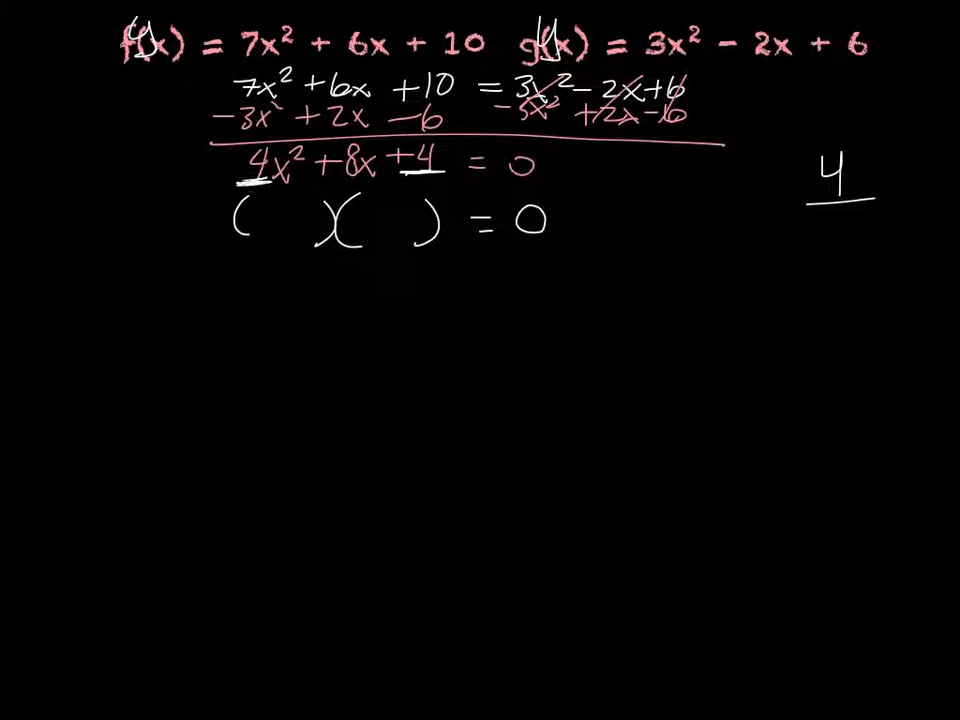 f(x) = 7x² + 6x + 10 g(x) = 3x² - 2x + 6
y y
7x² + 6x + 10 = 3x² - 2x + 6
-3x² + 2x - 6 -3x² + 2x - 6
4x² + 8x + 4 = 0
4
( )( ) = 0